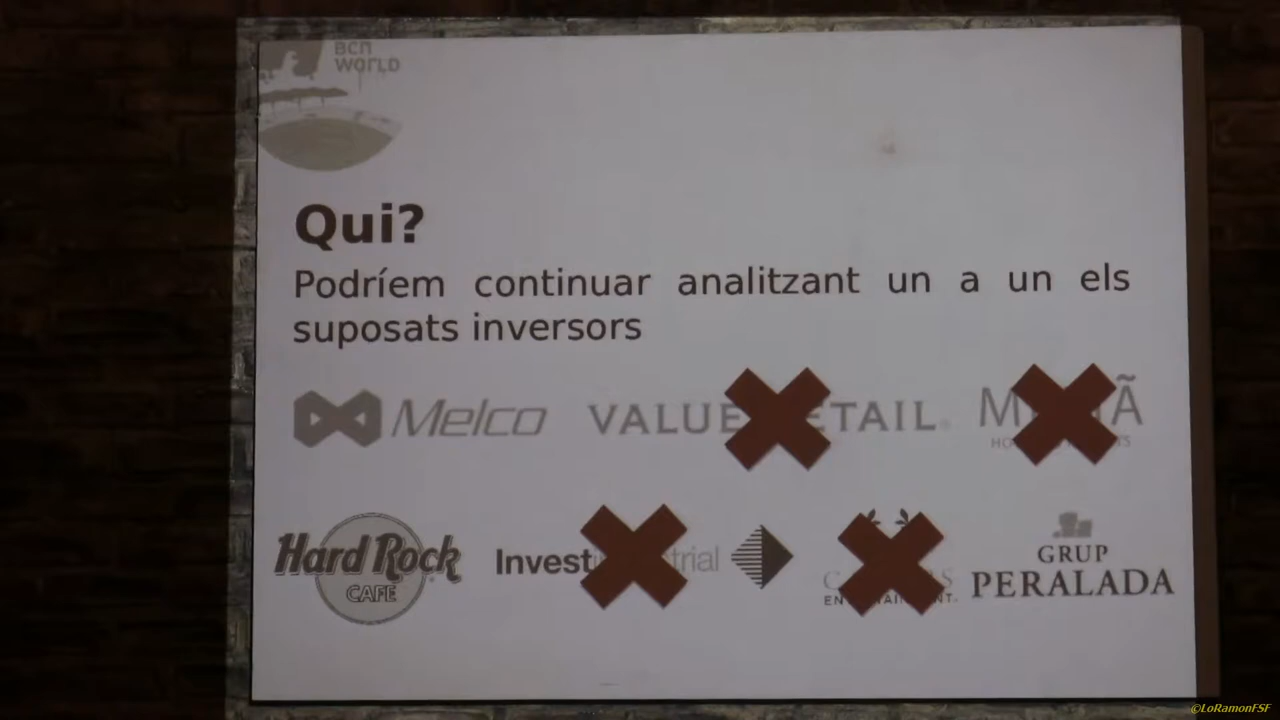 BCN
WORLD
Qui?
Podríem continuar analitzant un a un els
suposats inversors
Melco
VALUE ETAIL
Hard Rock
CAFE
Invest trial
GRUP
PERALADA
©LoRamonFSF